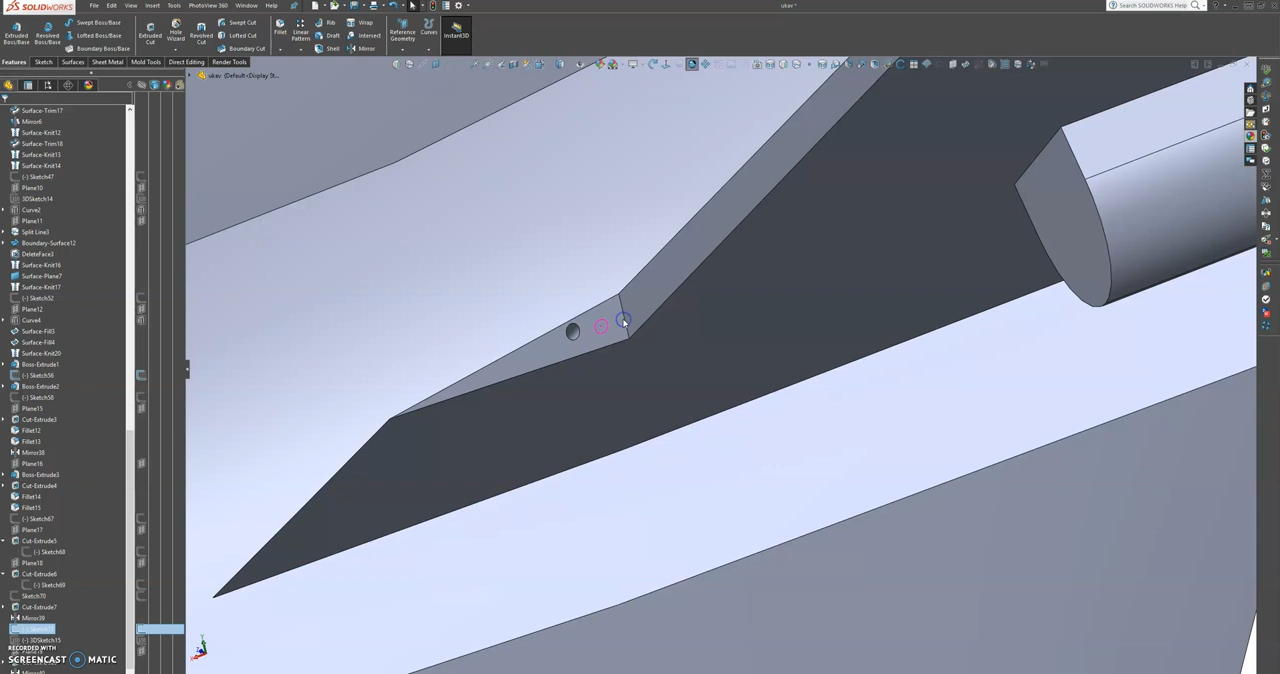 SOLIDWORKS
File
Edit
View
Insert
Tools
PhotoView 360
Window
Help
ukav *
Search SOLIDWORKS Help
Extruded Boss/Base
Revolved Boss/Base
Swept Boss/Base
Lofted Boss/Base
Boundary Boss/Base
Extruded Cut
Hole Wizard
Revolved Cut
Swept Cut
Lofted Cut
Boundary Cut
Fillet
Linear Pattern
Rib
Draft
Shell
Wrap
Intersect
Mirror
Reference Geometry
Curves
Instant3D
Features
Sketch
Surfaces
Sheet Metal
Mold Tools
Direct Editing
Render Tools
ukav (Default<Display St...
Surface-Trim17
Mirror6
Surface-Knit12
Surface-Trim18
Surface-Knit13
Surface-Knit14
(-) Sketch47
Plane10
3DSketch14
Curve2
Plane11
Split Line3
Boundary-Surface12
DeleteFace3
Surface-Knit16
Surface-Plane7
Surface-Knit17
(-) Sketch52
Plane12
Curve4
Surface-Fill3
Surface-Fill4
Surface-Knit20
Boss-Extrude1
(-) Sketch56
Boss-Extrude2
(-) Sketch58
Plane15
Cut-Extrude3
Fillet12
Fillet13
Mirror38
Plane16
Boss-Extrude3
Cut-Extrude4
Fillet14
Fillet15
(-) Sketch67
Plane17
Cut-Extrude5
(-) Sketch68
Plane18
Cut-Extrude6
(-) Sketch69
Sketch70
Cut-Extrude7
Mirror39
(-) 3DSketch15
RECORDED WITH
SCREENCAST MATIC
Y
X
Z